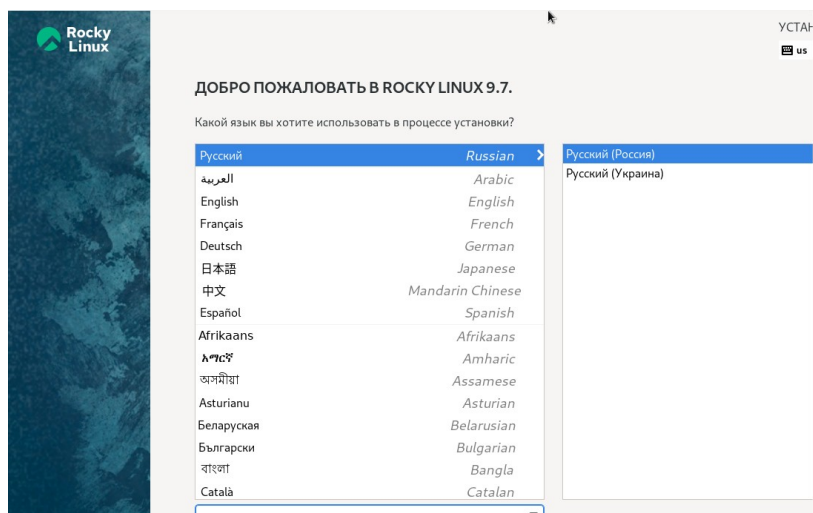 Rocky
Linux
УСТАН
us
ДОБРО ПОЖАЛОВАТЬ В ROCKY LINUX 9.7.
Какой язык вы хотите использовать в процессе установки?
Русский Russian
العربية Arabic
English English
Français French
Deutsch German
日本語 Japanese
中文 Mandarin Chinese
Español Spanish
Afrikaans Afrikaans
አማርኛ Amharic
অসমীয়া Assamese
Asturianu Asturian
Беларуская Belarusian
Български Bulgarian
বাংলা Bangla
Català Catalan
Русский (Россия)
Русский (Украина)